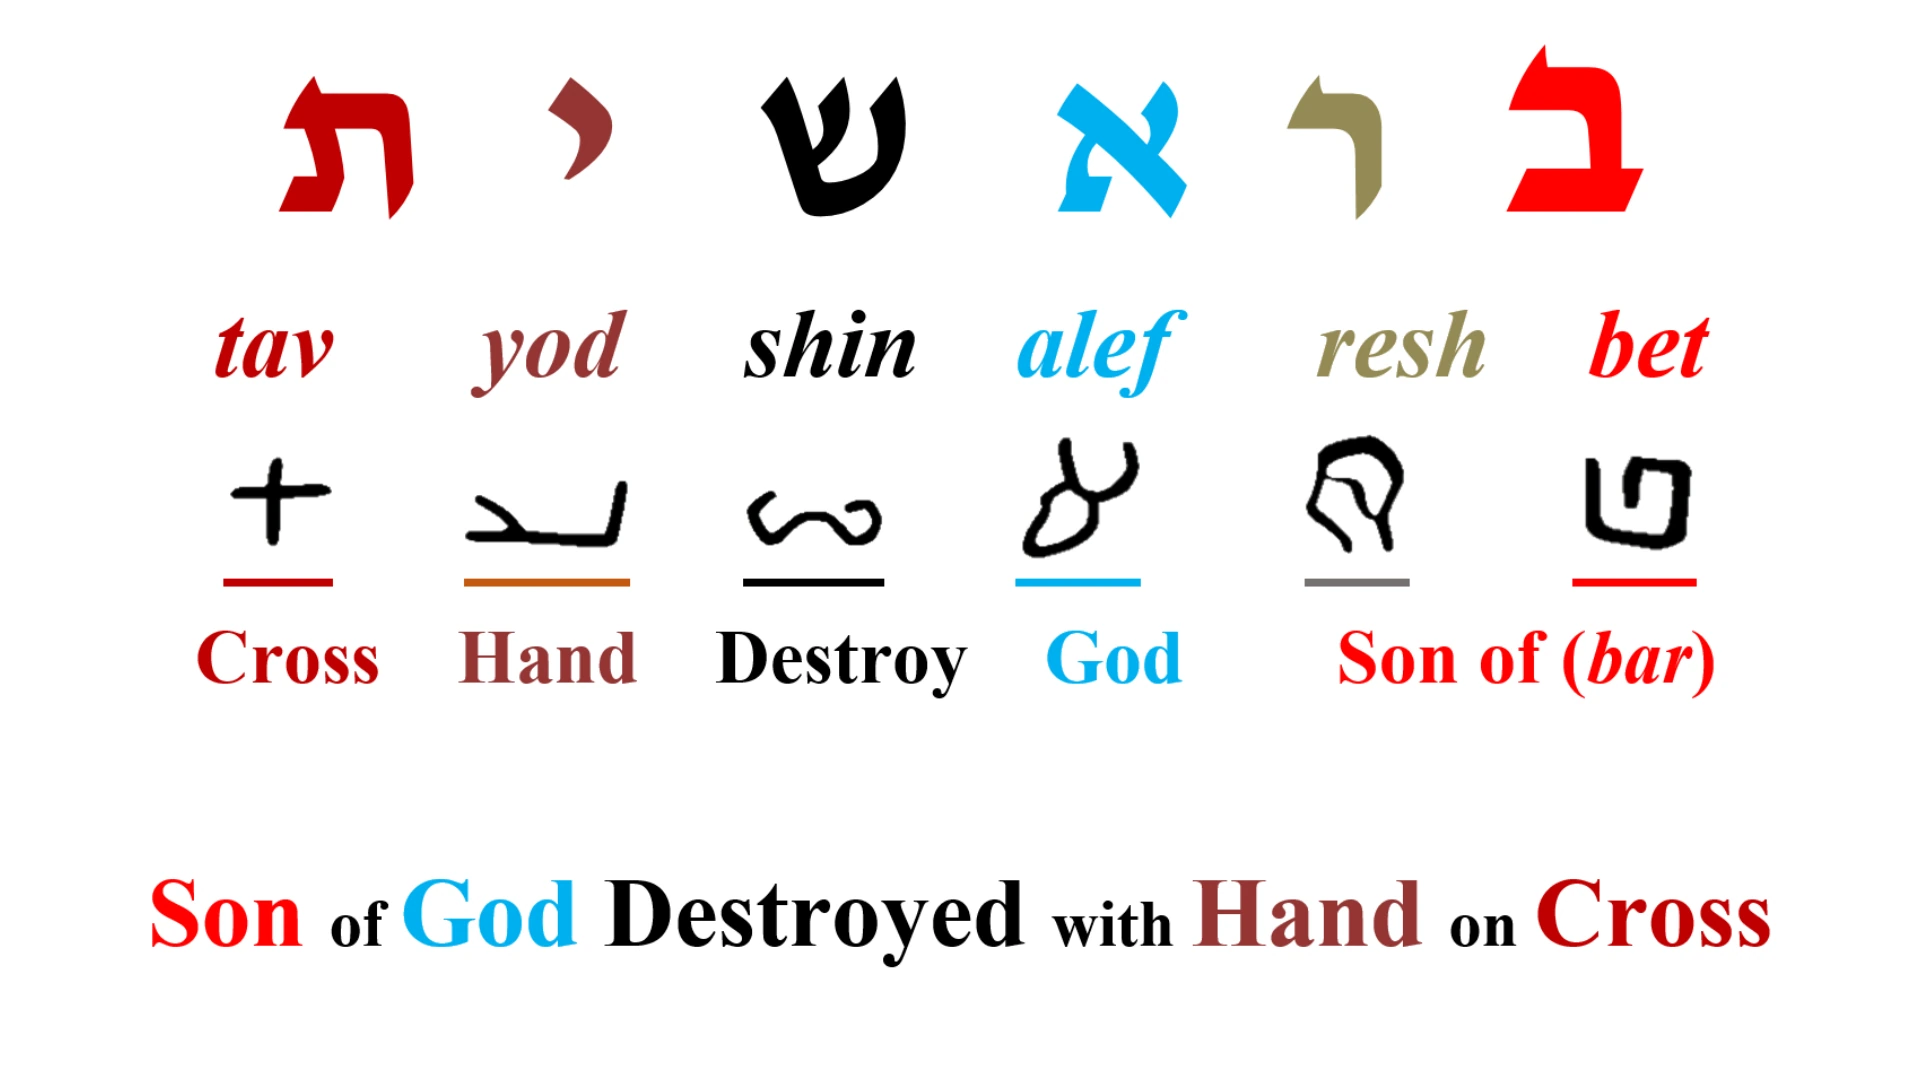 בראשית
tav yod shin alef resh bet
Cross Hand Destroy God Son of (bar)
Son of God Destroyed with Hand on Cross